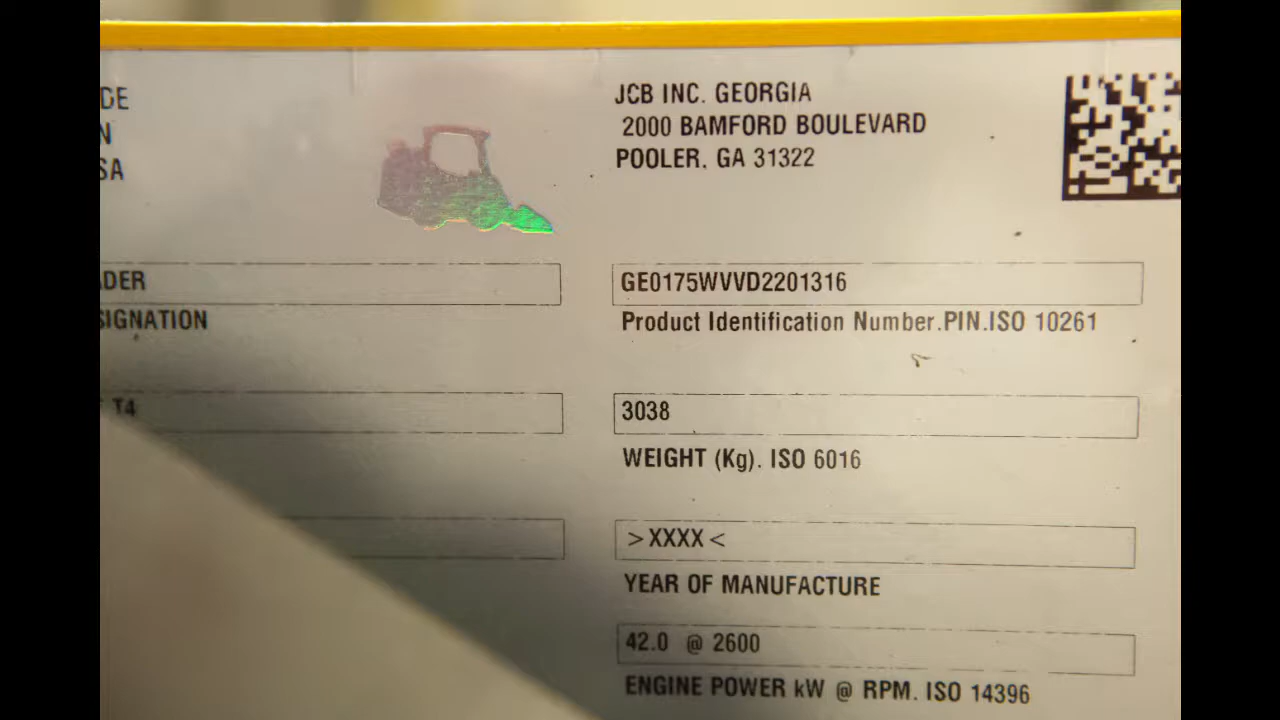 DE
N
SA
JCB INC. GEORGIA
2000 BAMFORD BOULEVARD
POOLER, GA 31322
ADER
SIGNATION
GE0175WVVD2201316
Product Identification Number.PIN.ISO 10261
T4
3038
WEIGHT (Kg). ISO 6016
>XXXX<
YEAR OF MANUFACTURE
42.0 @ 2600
ENGINE POWER kW @ RPM. ISO 14396